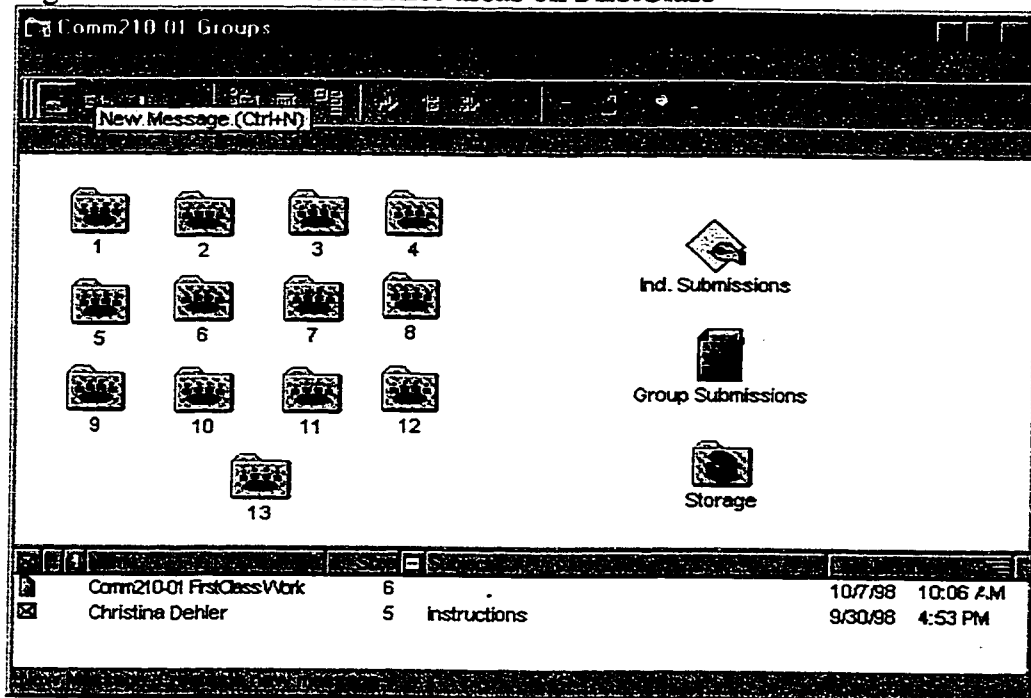 Comm210-01 Groups
New Message (Ctrl+N)
1 2 3 4
Ind. Submissions
5 6 7 8
Group Submissions
9 10 11 12
Storage
13
Comm210-01 FirstClass Work 6 10/7/98 10:06 AM
Christina Dehler 5 instructions 9/30/98 4:53 PM